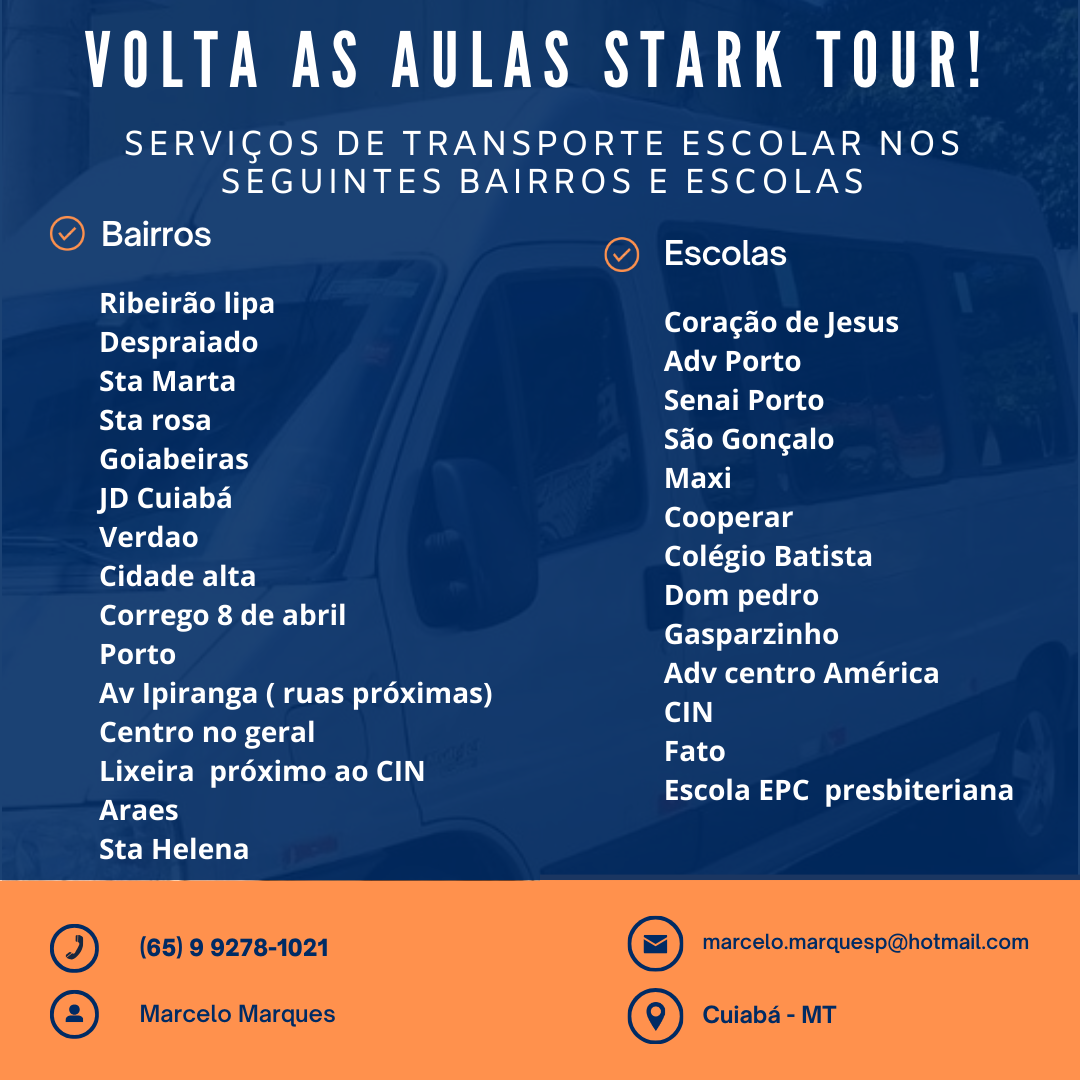 VOLTA AS AULAS STARK TOUR!
SERVIÇOS DE TRANSPORTE ESCOLAR NOS
SEGUINTES BAIRROS E ESCOLAS
Bairros
Ribeirão lipa
Despraiado
Sta Marta
Sta rosa
Goiabeiras
JD Cuiabá
Verdao
Cidade alta
Corrego 8 de abril
Porto
Av Ipiranga ( ruas próximas)
Centro no geral
Lixeira  próximo ao CIN
Araes
Sta Helena
Escolas
Coração de Jesus
Adv Porto
Senai Porto
São Gonçalo
Maxi
Cooperar
Colégio Batista
Dom pedro
Gasparzinho
Adv centro América
CIN
Fato
Escola EPC  presbiteriana
(65) 9 9278-1021
Marcelo Marques
marcelo.marquesp@hotmail.com
Cuiabá - MT